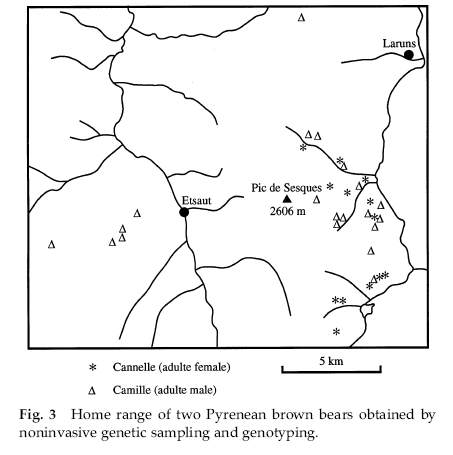 Laruns
Pic de Sesques
2606 m
Etsaut
5 km
* Cannelle (adulte female)
Δ Camille (adulte male)
Fig. 3 Home range of two Pyrenean brown bears obtained by
noninvasive genetic sampling and genotyping.